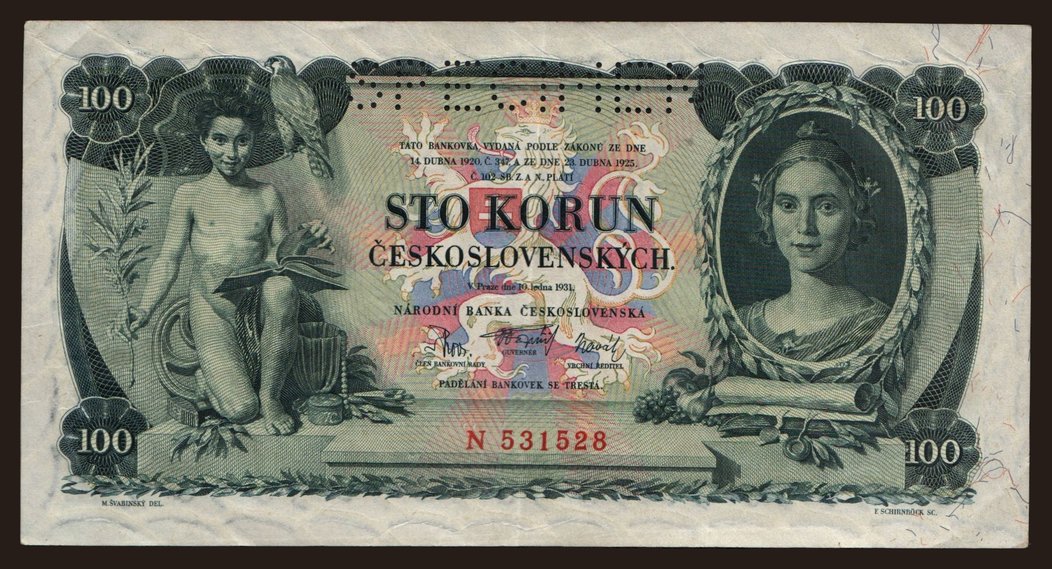 SPECIMEN
100
100
TATO BANKOVKA VYDANÁ PODLE ZÁKONŮ ZE DNE
14. DUBNA 1920, Č. 347, A ZE DNE 23. DUBNA 1925,
Č. 102 SB. Z. A N., PLATÍ
STO KORUN
ČESKOSLOVENSKÝCH.
V Praze dne 10. ledna 1931.
NÁRODNÍ BANKA ČESKOSLOVENSKÁ
ČLEN BANKOVNÍ RADY
GUVERNÉR
VRCHNÍ ŘEDITEL
PADĚLÁNÍ BANKOVEK SE TRESTÁ.
N 531528
100
100
M. ŠVABINSKÝ DEL.
F. SCHIRNBÖCK SC.